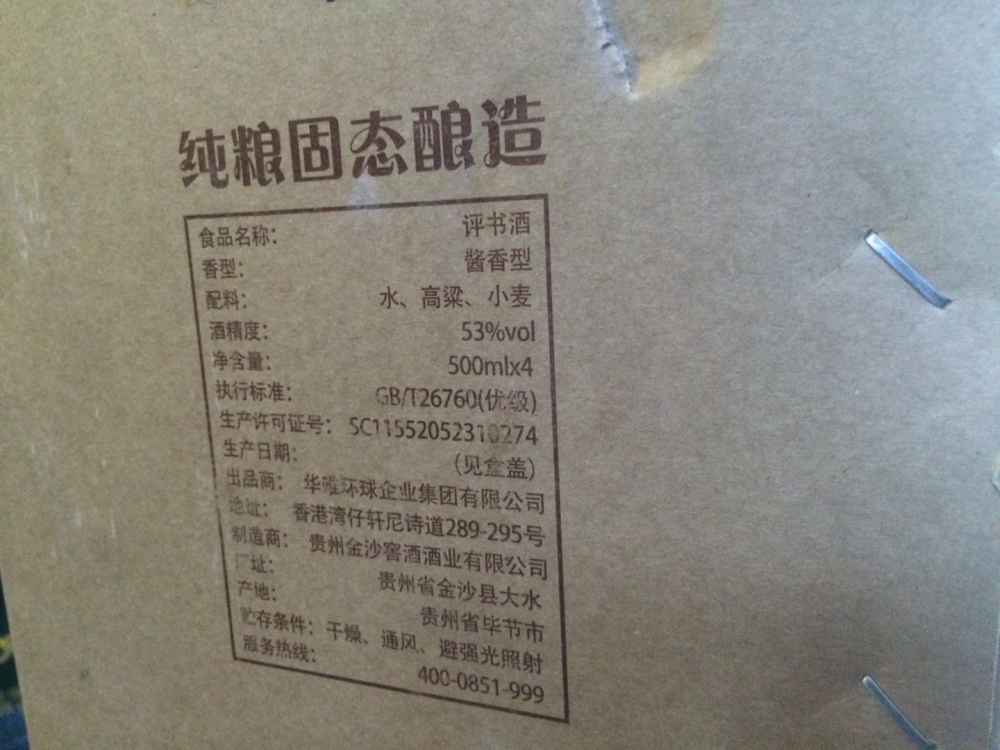 纯粮固态酿造
食品名称: 评书酒
香型: 酱香型
配料: 水、高粱、小麦
酒精度: 53%vol
净含量: 500mlx4
执行标准: GB/T26760(优级)
生产许可证号: SC11552052310274
生产日期: (见盒盖)
出品商: 华唯环球企业集团有限公司
地址: 香港湾仔轩尼诗道289-295号
制造商: 贵州金沙窖酒酒业有限公司
厂址: 贵州省金沙县大水
产地: 贵州省毕节市
贮存条件: 干燥、通风、避强光照射
服务热线: 400-0851-999